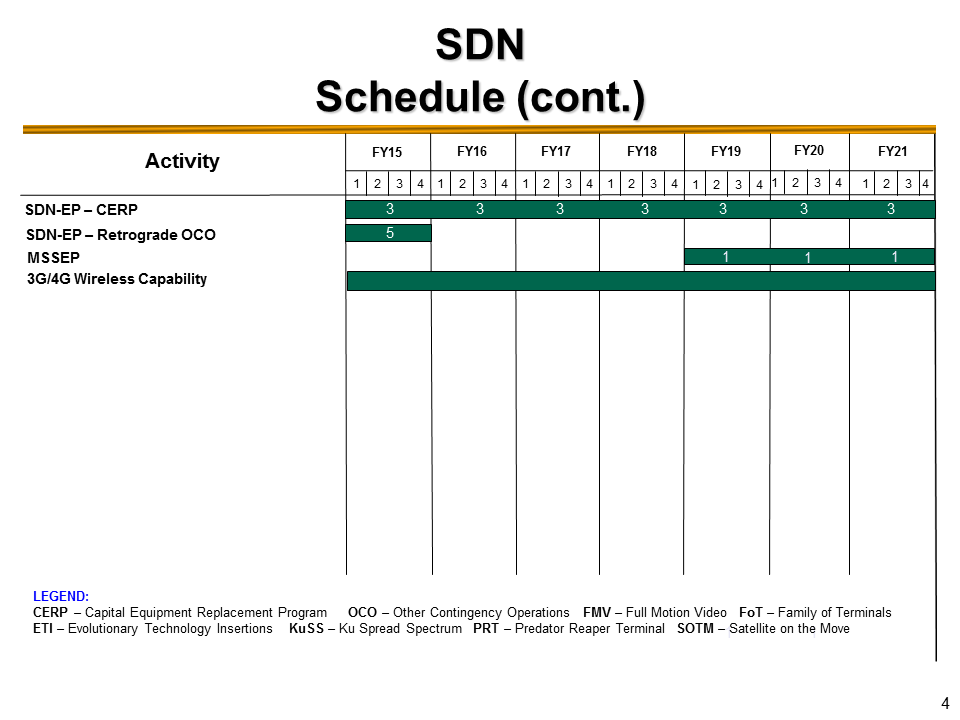 SDN
Schedule (cont.)
Activity
FY15 FY16 FY17 FY18 FY19 FY20 FY21
1 2 3 4 1 2 3 4 1 2 3 4 1 2 3 4 1 2 3 4 1 2 3 4 1 2 3 4
SDN-EP – CERP 3 3 3 3 3 3 3
SDN-EP – Retrograde OCO 5
MSSEP 1 1 1
3G/4G Wireless Capability
LEGEND:
CERP – Capital Equipment Replacement Program OCO – Other Contingency Operations FMV – Full Motion Video FoT – Family of Terminals
ETI – Evolutionary Technology Insertions KuSS – Ku Spread Spectrum PRT – Predator Reaper Terminal SOTM – Satellite on the Move
4